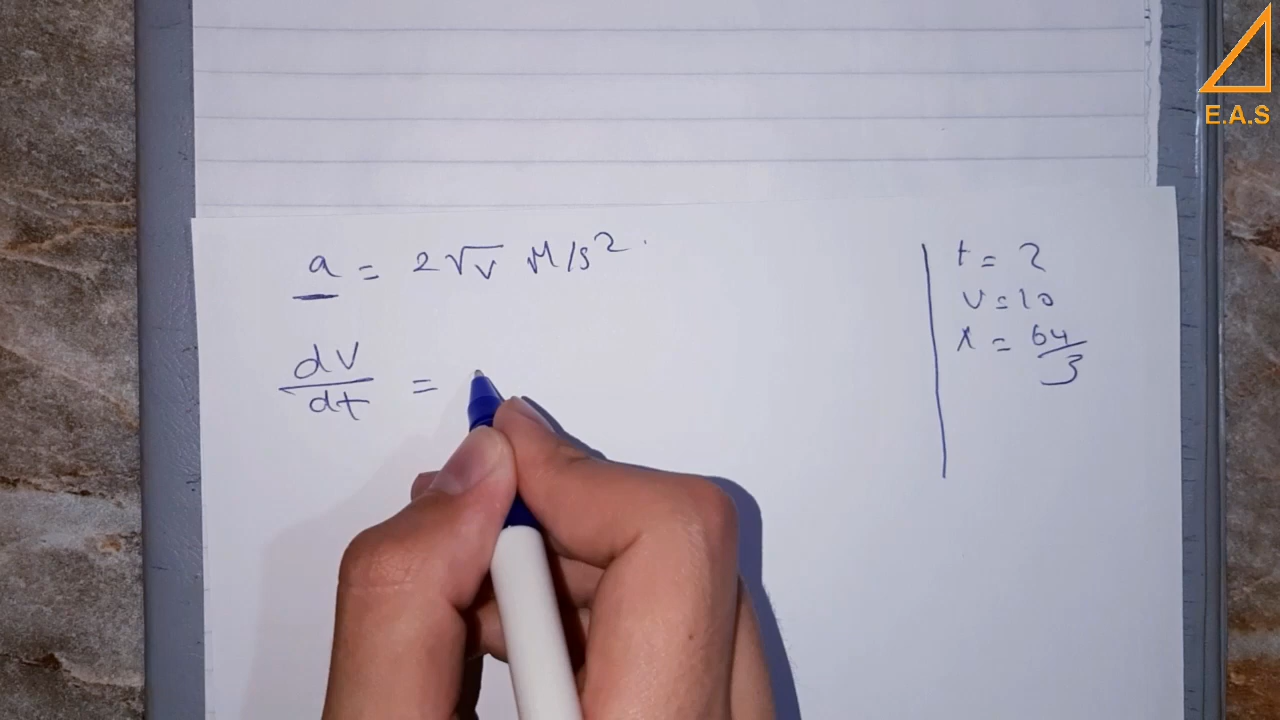 E.A.S
a = 2√v M/s².
dV/dt =
t = 2
v = 10
x = 64/3